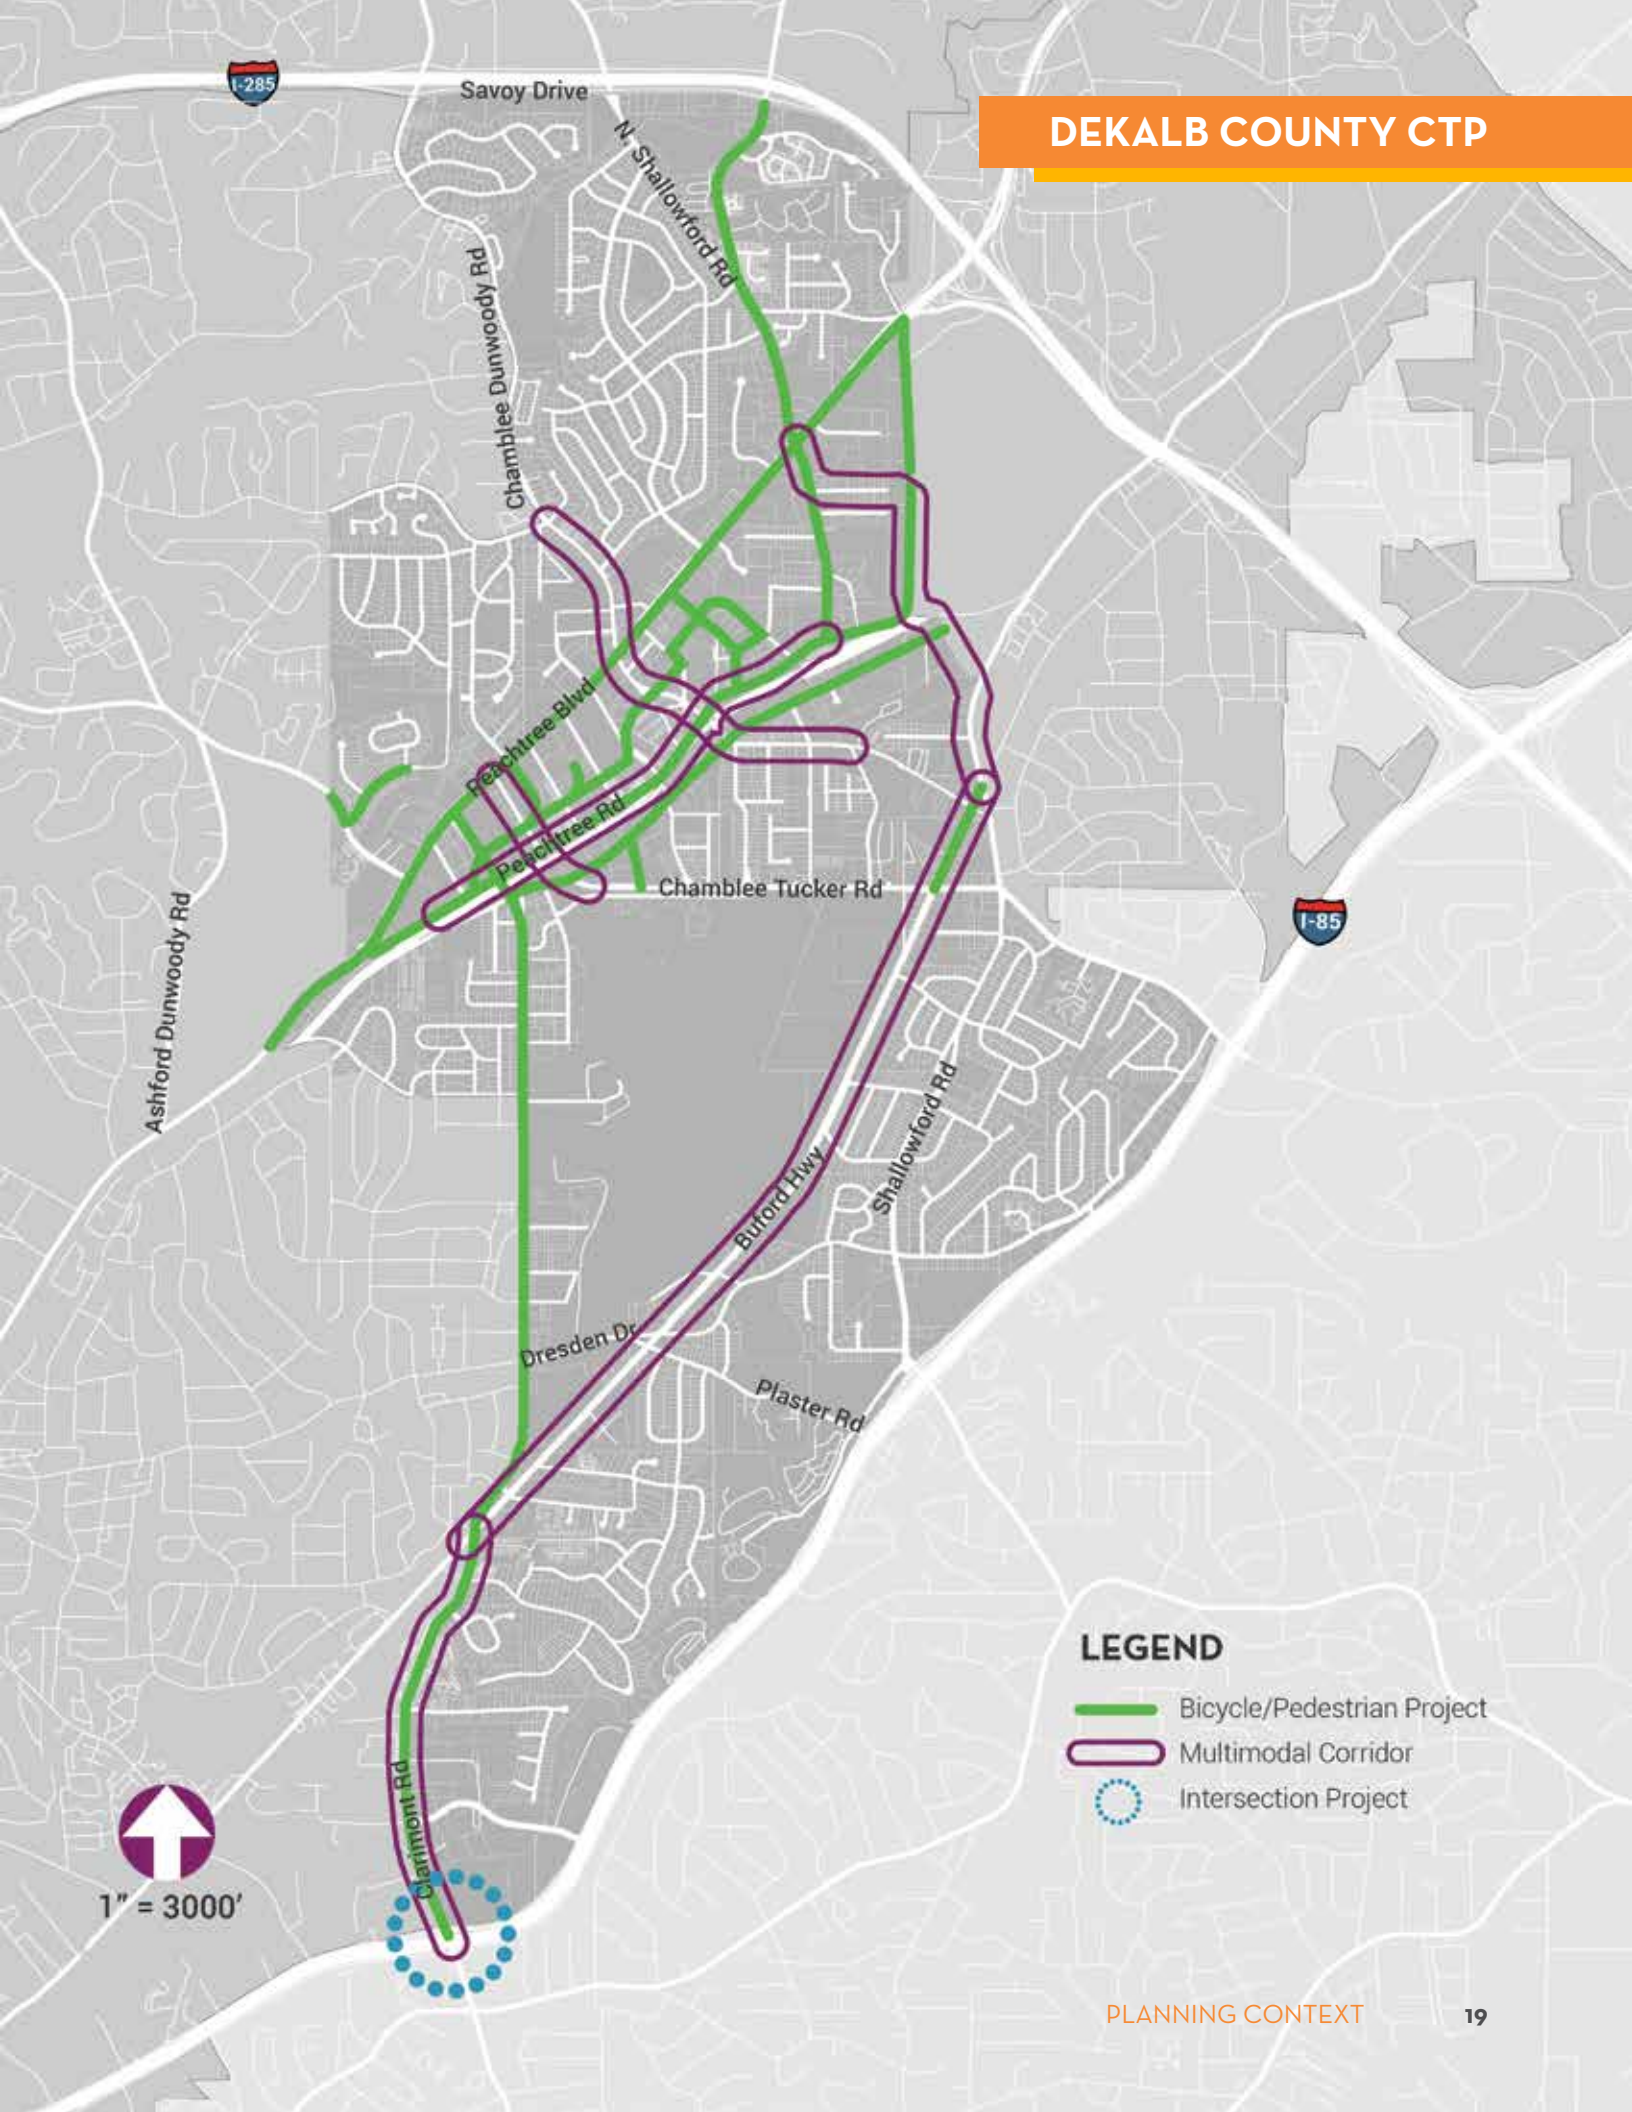 I-285
Savoy Drive
DEKALB COUNTY CTP
N. Shallowford Rd
Chamblee Dunwoody Rd
Peachtree Blvd
Peachtree Rd
Chamblee Tucker Rd
I-85
Ashford Dunwoody Rd
Shallowford Rd
Buford Hwy
Dresden Dr
Plaster Rd
LEGEND
Bicycle/Pedestrian Project
Multimodal Corridor
Intersection Project
Clarimont Rd
1" = 3000'
PLANNING CONTEXT 19